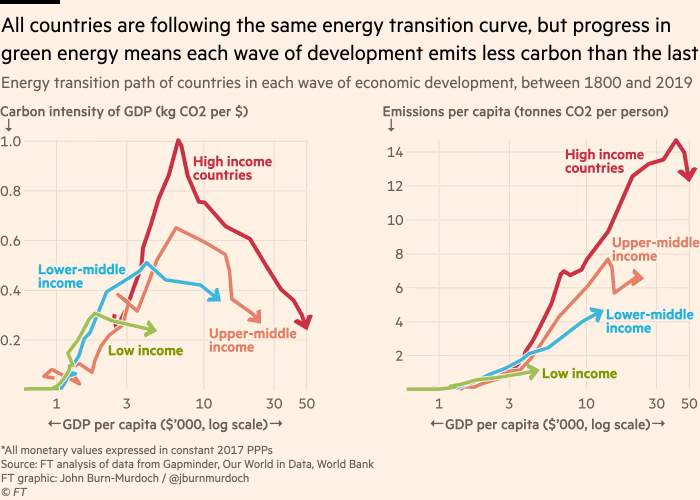 All countries are following the same energy transition curve, but progress in
green energy means each wave of development emits less carbon than the last
Energy transition path of countries in each wave of economic development, between 1800 and 2019
Carbon intensity of GDP (kg CO2 per $)
↓
1.0
0.8
0.6
0.4
0.2
High income
countries
Lower-middle
income
Upper-middle
income
Low income
1 3 10 30 50
←GDP per capita ($'000, log scale)→
Emissions per capita (tonnes CO2 per person)
↓
14
12
10
8
6
4
2
High income
countries
Upper-middle
income
Lower-middle
income
Low income
1 3 10 30 50
←GDP per capita ($'000, log scale)→
*All monetary values expressed in constant 2017 PPPs
Source: FT analysis of data from Gapminder, Our World in Data, World Bank
FT graphic: John Burn-Murdoch / @jburnmurdoch
© FT